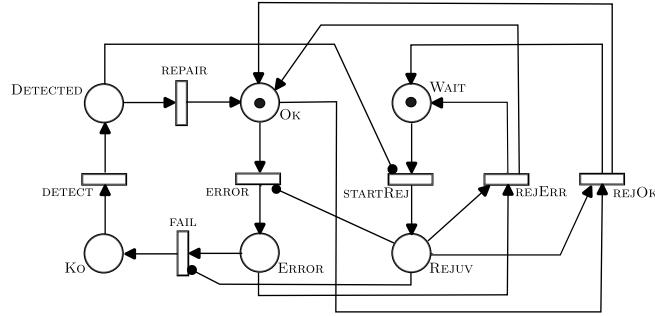 REPAIR
DETECTED
WAIT
OK
DETECT
ERROR
STARTREJ
REJERR
REJOK
FAIL
KO
ERROR
REJUV